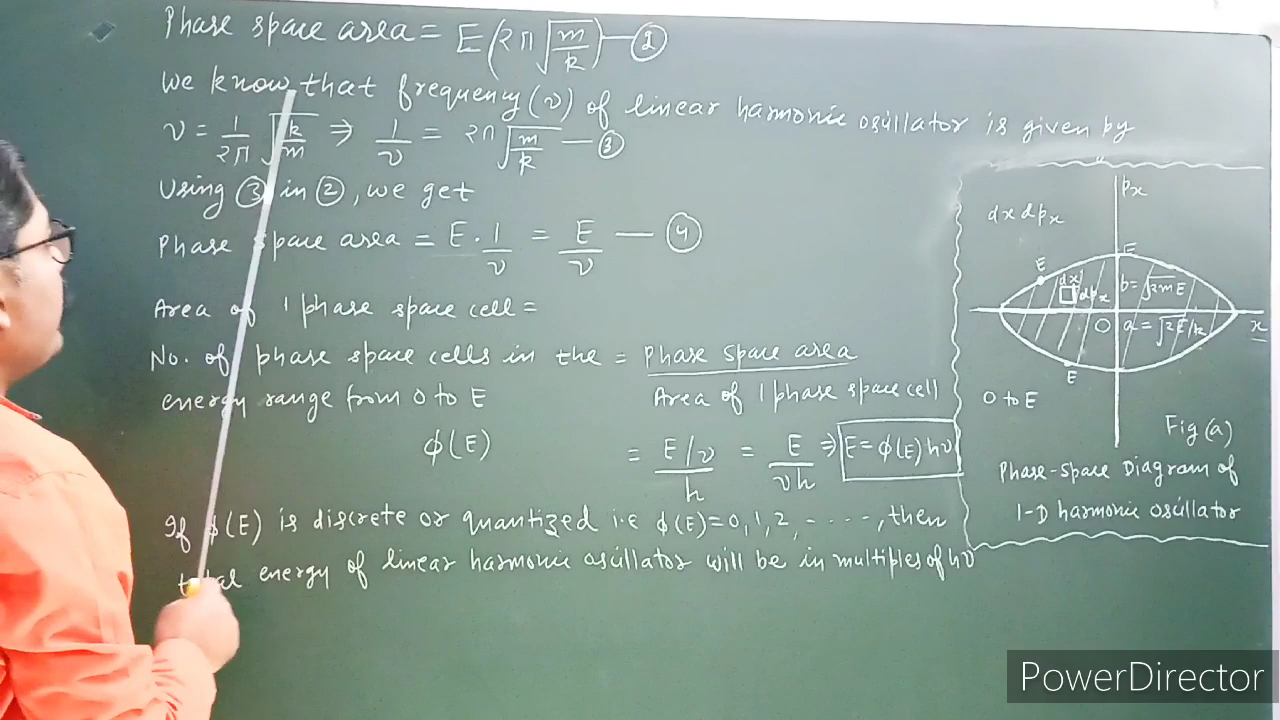 Phase space area = E (2π √(m/k)) — ②
We know that frequency (ν) of linear harmonic oscillator is given by
ν = 1/2π √(k/m) ⇒ 1/ν = 2π √(m/k) — ③
Using ③ in ②, we get
Phase space area = E · 1/ν = E/ν — ④
Area of 1 phase space cell =
No. of phase space cells in the = Phase space area
energy range from 0 to E Area of 1 phase space cell
φ(E) = E/ν / h = E / νh ⇒ E = φ(E) hν
If φ(E) is discrete or quantized i.e φ(E) = 0, 1, 2, - - - - -, then
total energy of linear harmonic oscillator will be in multiples of hν
px
dx dpx
E
E
dx
dpx
b = √2mE
O
a = √2E/k
x
E
0 to E
Fig (a)
Phase-Space Diagram of
1-D harmonic oscillator
PowerDirector